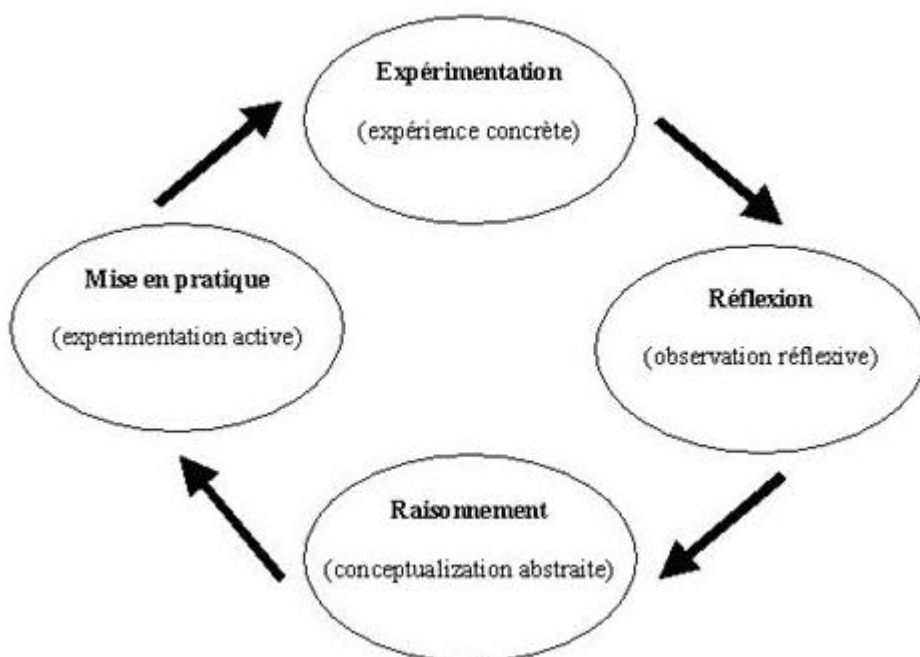 Expérimentation
(expérience concrète)
Mise en pratique
(experimentation active)
Réflexion
(observation réflexive)
Raisonnement
(conceptualization abstraite)